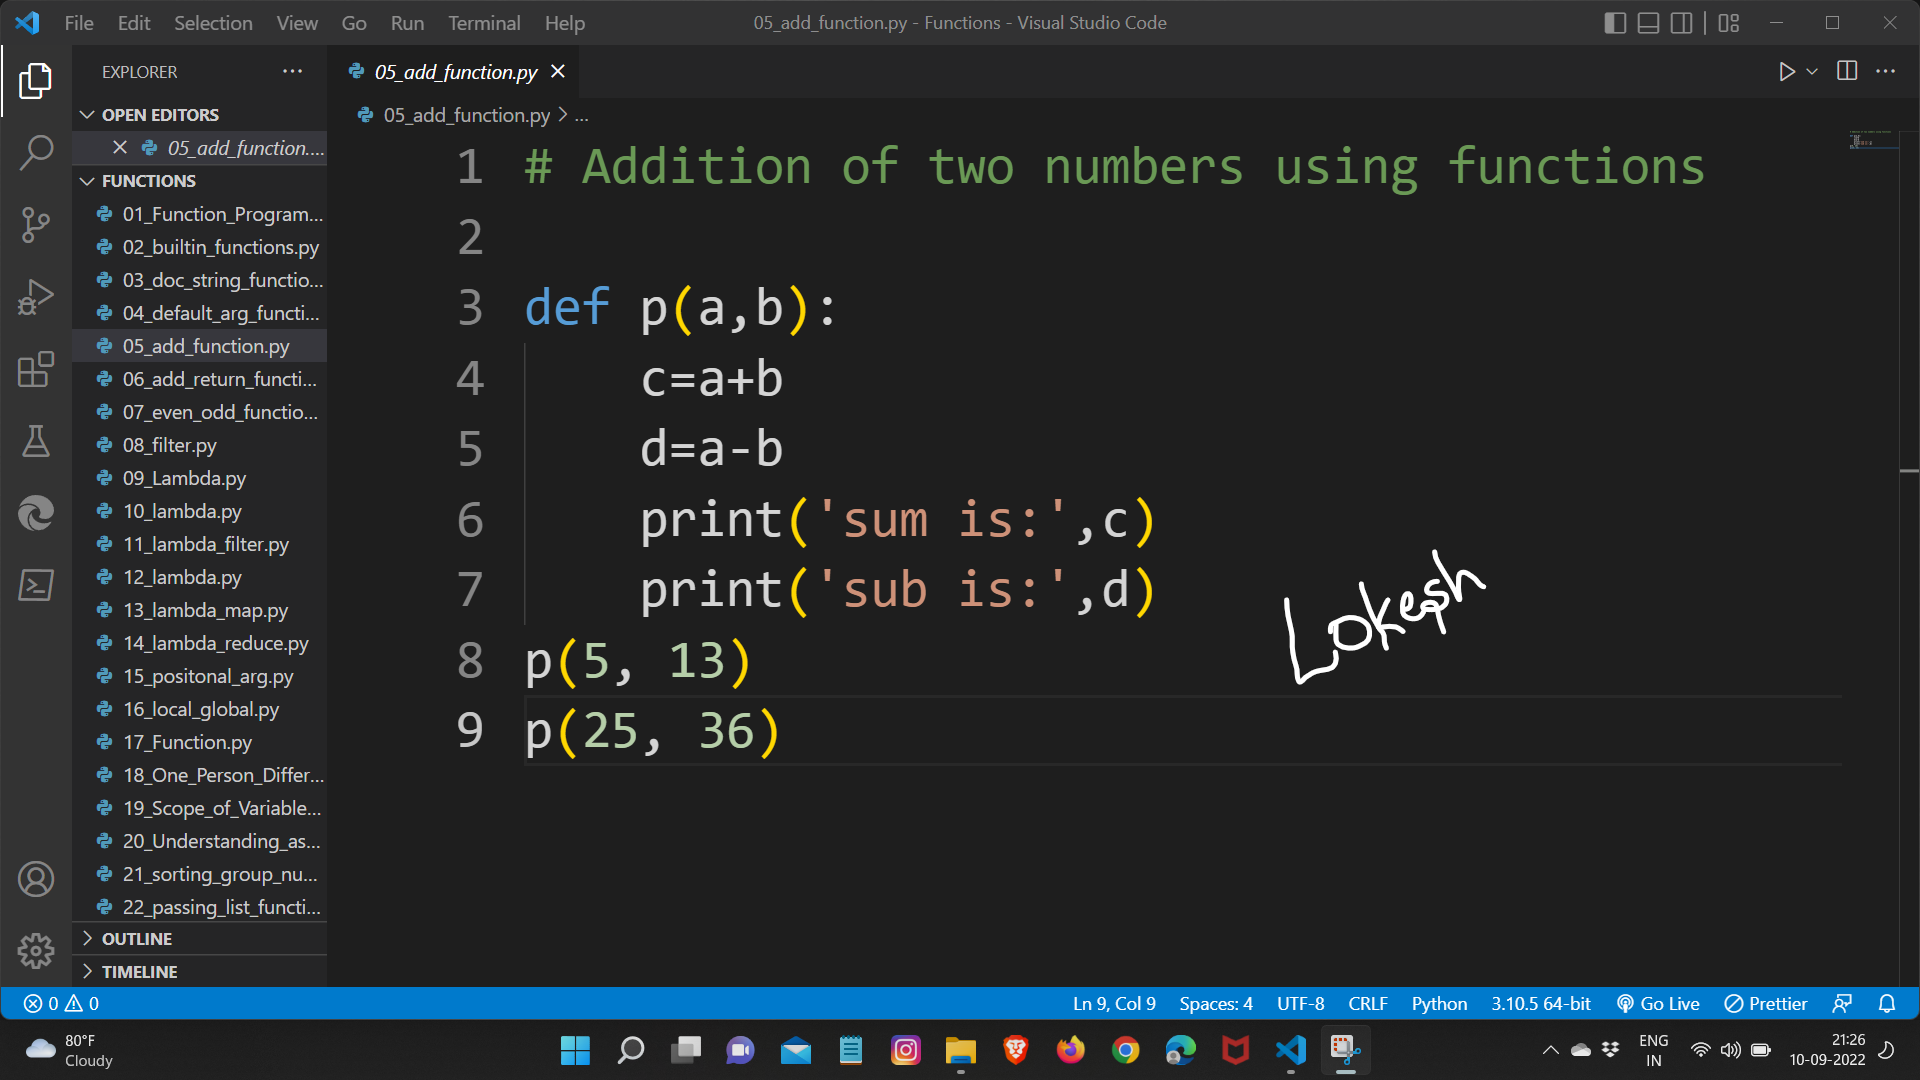 File Edit Selection View Go Run Terminal Help
05_add_function.py - Functions - Visual Studio Code
EXPLORER
OPEN EDITORS
05_add_function....
FUNCTIONS
01_Function_Program...
02_builtin_functions.py
03_doc_string_functio...
04_default_arg_functi...
05_add_function.py
06_add_return_functi...
07_even_odd_functio...
08_filter.py
09_Lambda.py
10_lambda.py
11_lambda_filter.py
12_lambda.py
13_lambda_map.py
14_lambda_reduce.py
15_positonal_arg.py
16_local_global.py
17_Function.py
18_One_Person_Differ...
19_Scope_of_Variable...
20_Understanding_as...
21_sorting_group_nu...
22_passing_list_functi...
OUTLINE
TIMELINE
05_add_function.py
05_add_function.py > ...
1 # Addition of two numbers using functions
2
3 def p(a,b):
4     c=a+b
5     d=a-b
6     print('sum is:',c)
7     print('sub is:',d)
8 p(5, 13)
9 p(25, 36)
Lokesh
0 0
Ln 9, Col 9 Spaces: 4 UTF-8 CRLF Python 3.10.5 64-bit Go Live Prettier
80°F
Cloudy
ENG
IN
21:26
10-09-2022